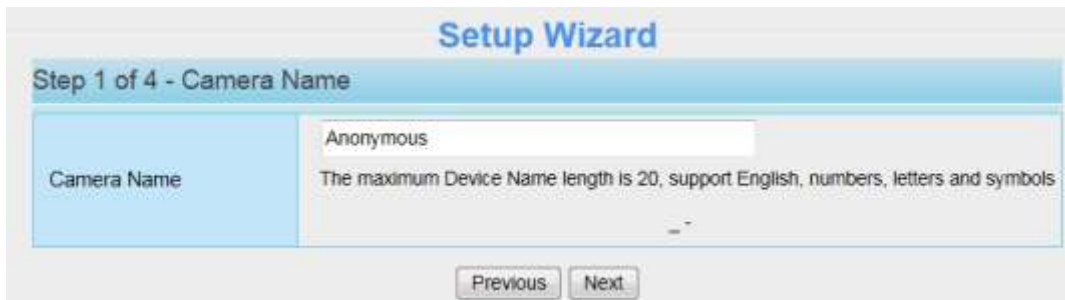 Setup Wizard
Step 1 of 4 - Camera Name
Camera Name
Anonymous
The maximum Device Name length is 20, support English, numbers, letters and symbols
_ -
Previous
Next